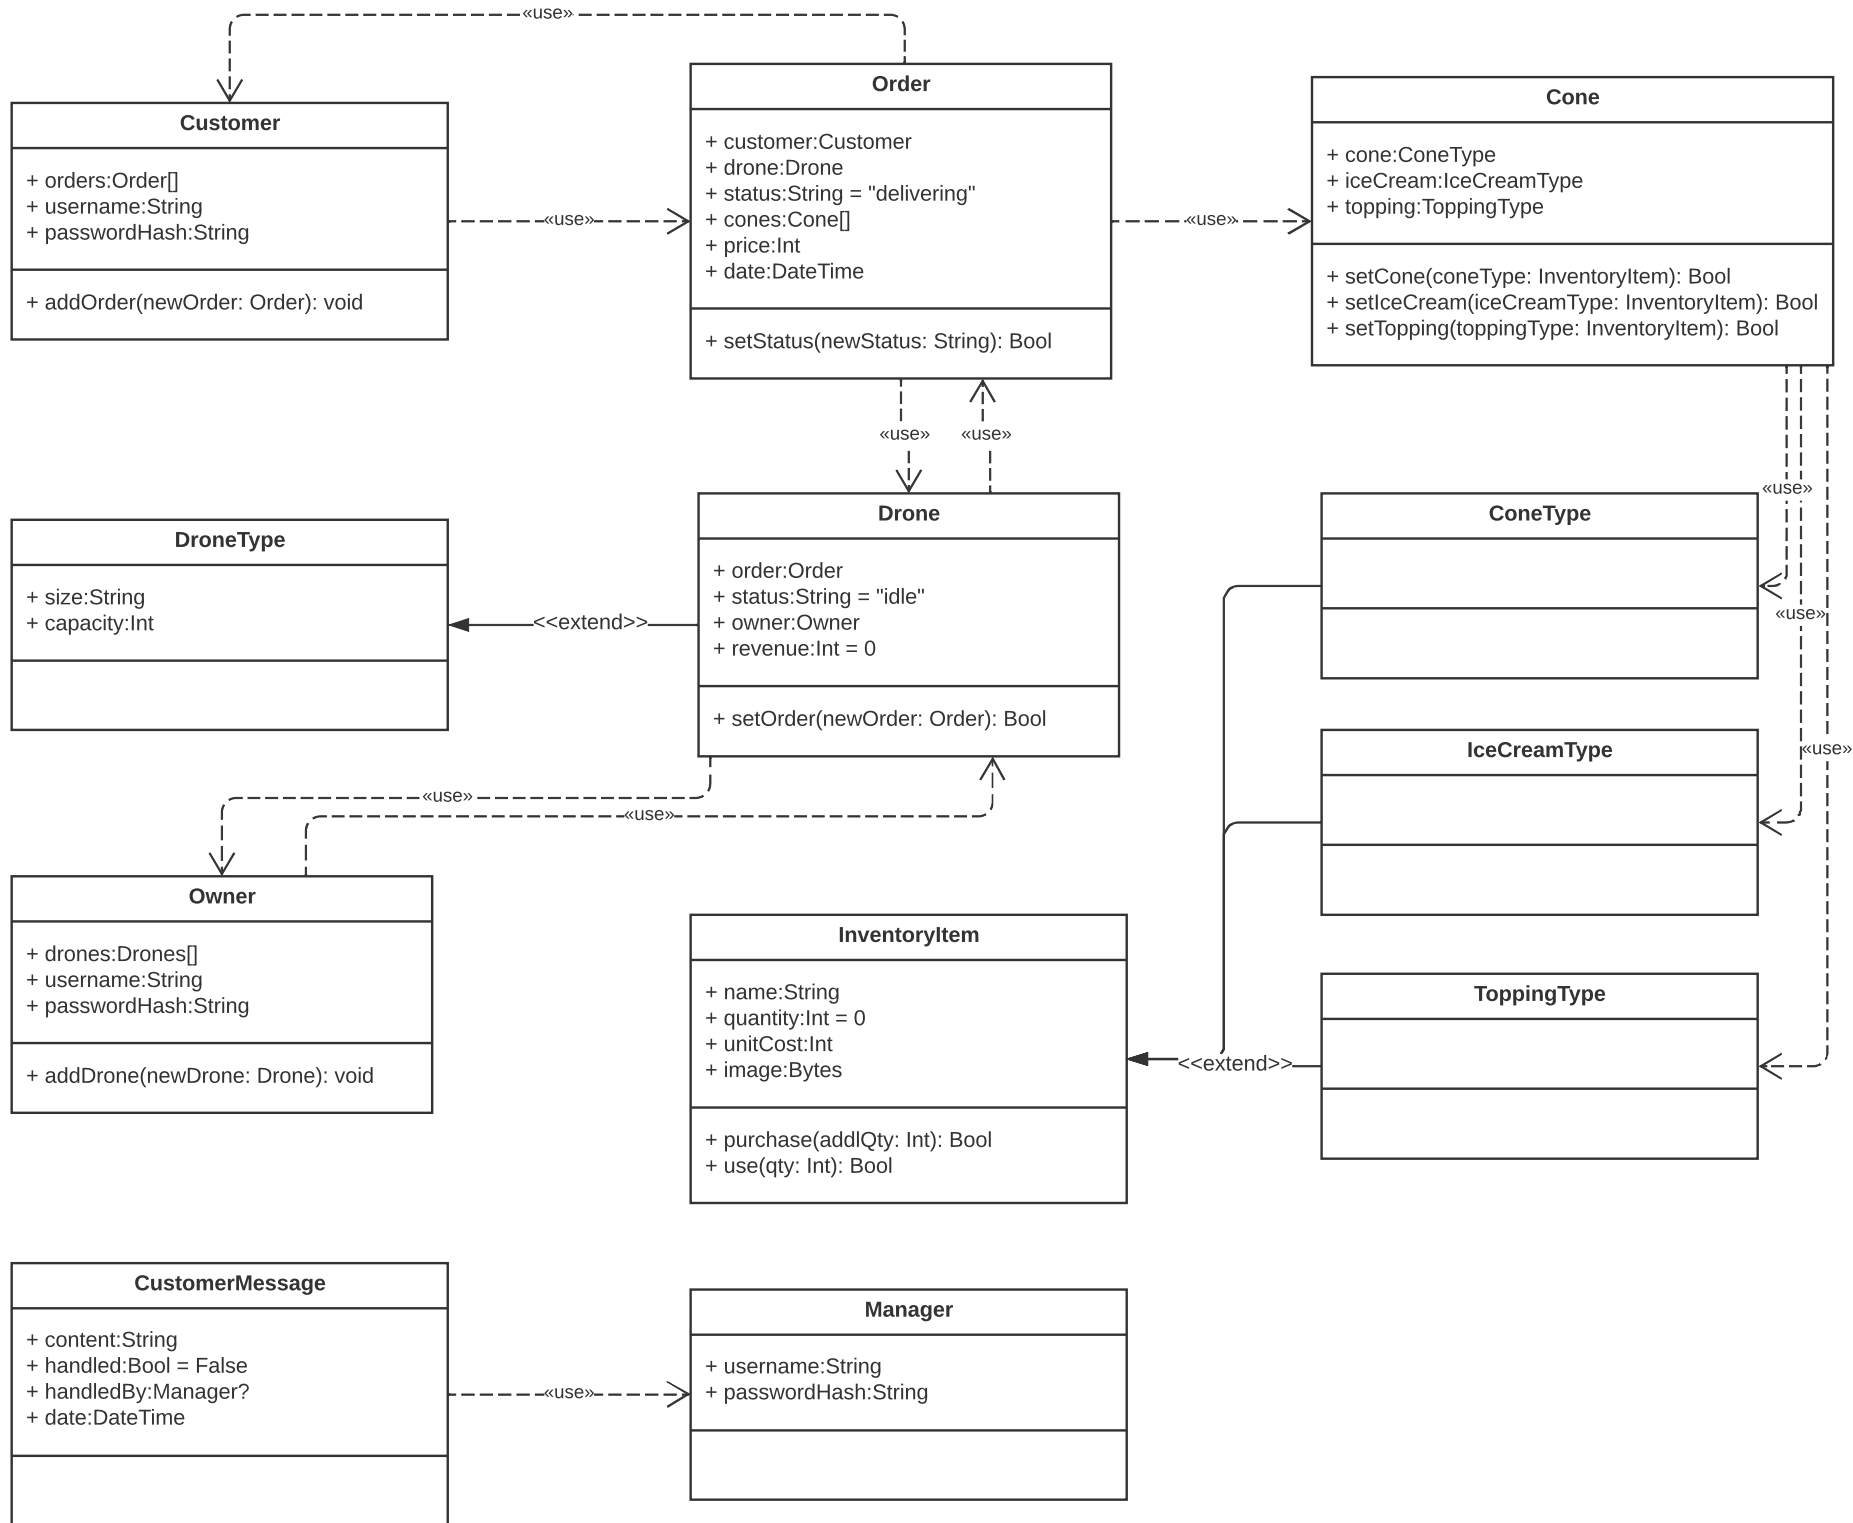 «use»
Customer
+ orders:Order[]
+ username:String
+ passwordHash:String
+ addOrder(newOrder: Order): void
«use»
Order
+ customer:Customer
+ drone:Drone
+ status:String = "delivering"
+ cones:Cone[]
+ price:Int
+ date:DateTime
+ setStatus(newStatus: String): Bool
«use»
Cone
+ cone:ConeType
+ iceCream:IceCreamType
+ topping:ToppingType
+ setCone(coneType: InventoryItem): Bool
+ setIceCream(iceCreamType: InventoryItem): Bool
+ setTopping(toppingType: InventoryItem): Bool
«use»
«use»
DroneType
+ size:String
+ capacity:Int
<<extend>>
Drone
+ order:Order
+ status:String = "idle"
+ owner:Owner
+ revenue:Int = 0
+ setOrder(newOrder: Order): Bool
«use»
ConeType
«use»
IceCreamType
«use»
«use»
«use»
Owner
+ drones:Drones[]
+ username:String
+ passwordHash:String
+ addDrone(newDrone: Drone): void
InventoryItem
+ name:String
+ quantity:Int = 0
+ unitCost:Int
+ image:Bytes
+ purchase(addlQty: Int): Bool
+ use(qty: Int): Bool
<<extend>>
ToppingType
CustomerMessage
+ content:String
+ handled:Bool = False
+ handledBy:Manager?
+ date:DateTime
«use»
Manager
+ username:String
+ passwordHash:String